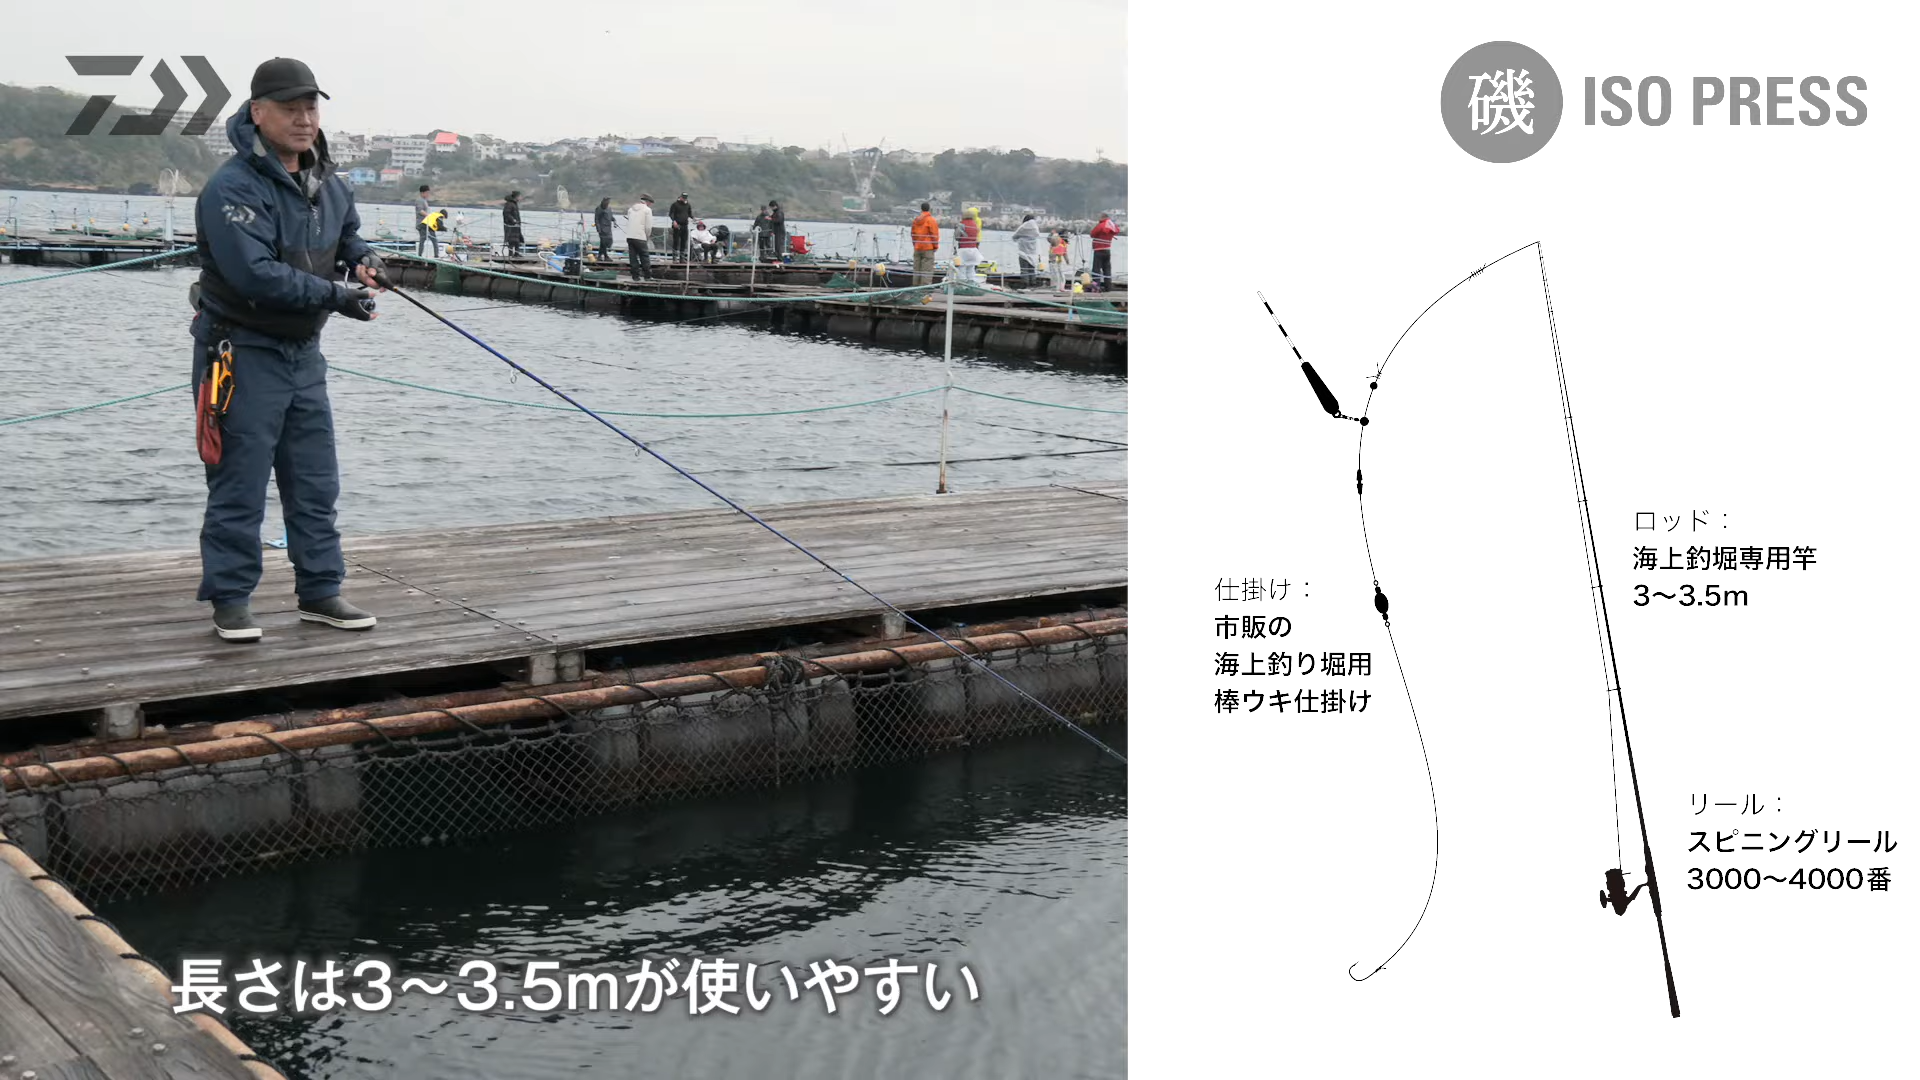 磯 ISO PRESS
ロッド：
海上釣堀専用竿
3〜3.5m
仕掛け：
市販の
海上釣り堀用
棒ウキ仕掛け
リール：
スピニングリール
3000〜4000番
長さは3〜3.5mが使いやすい